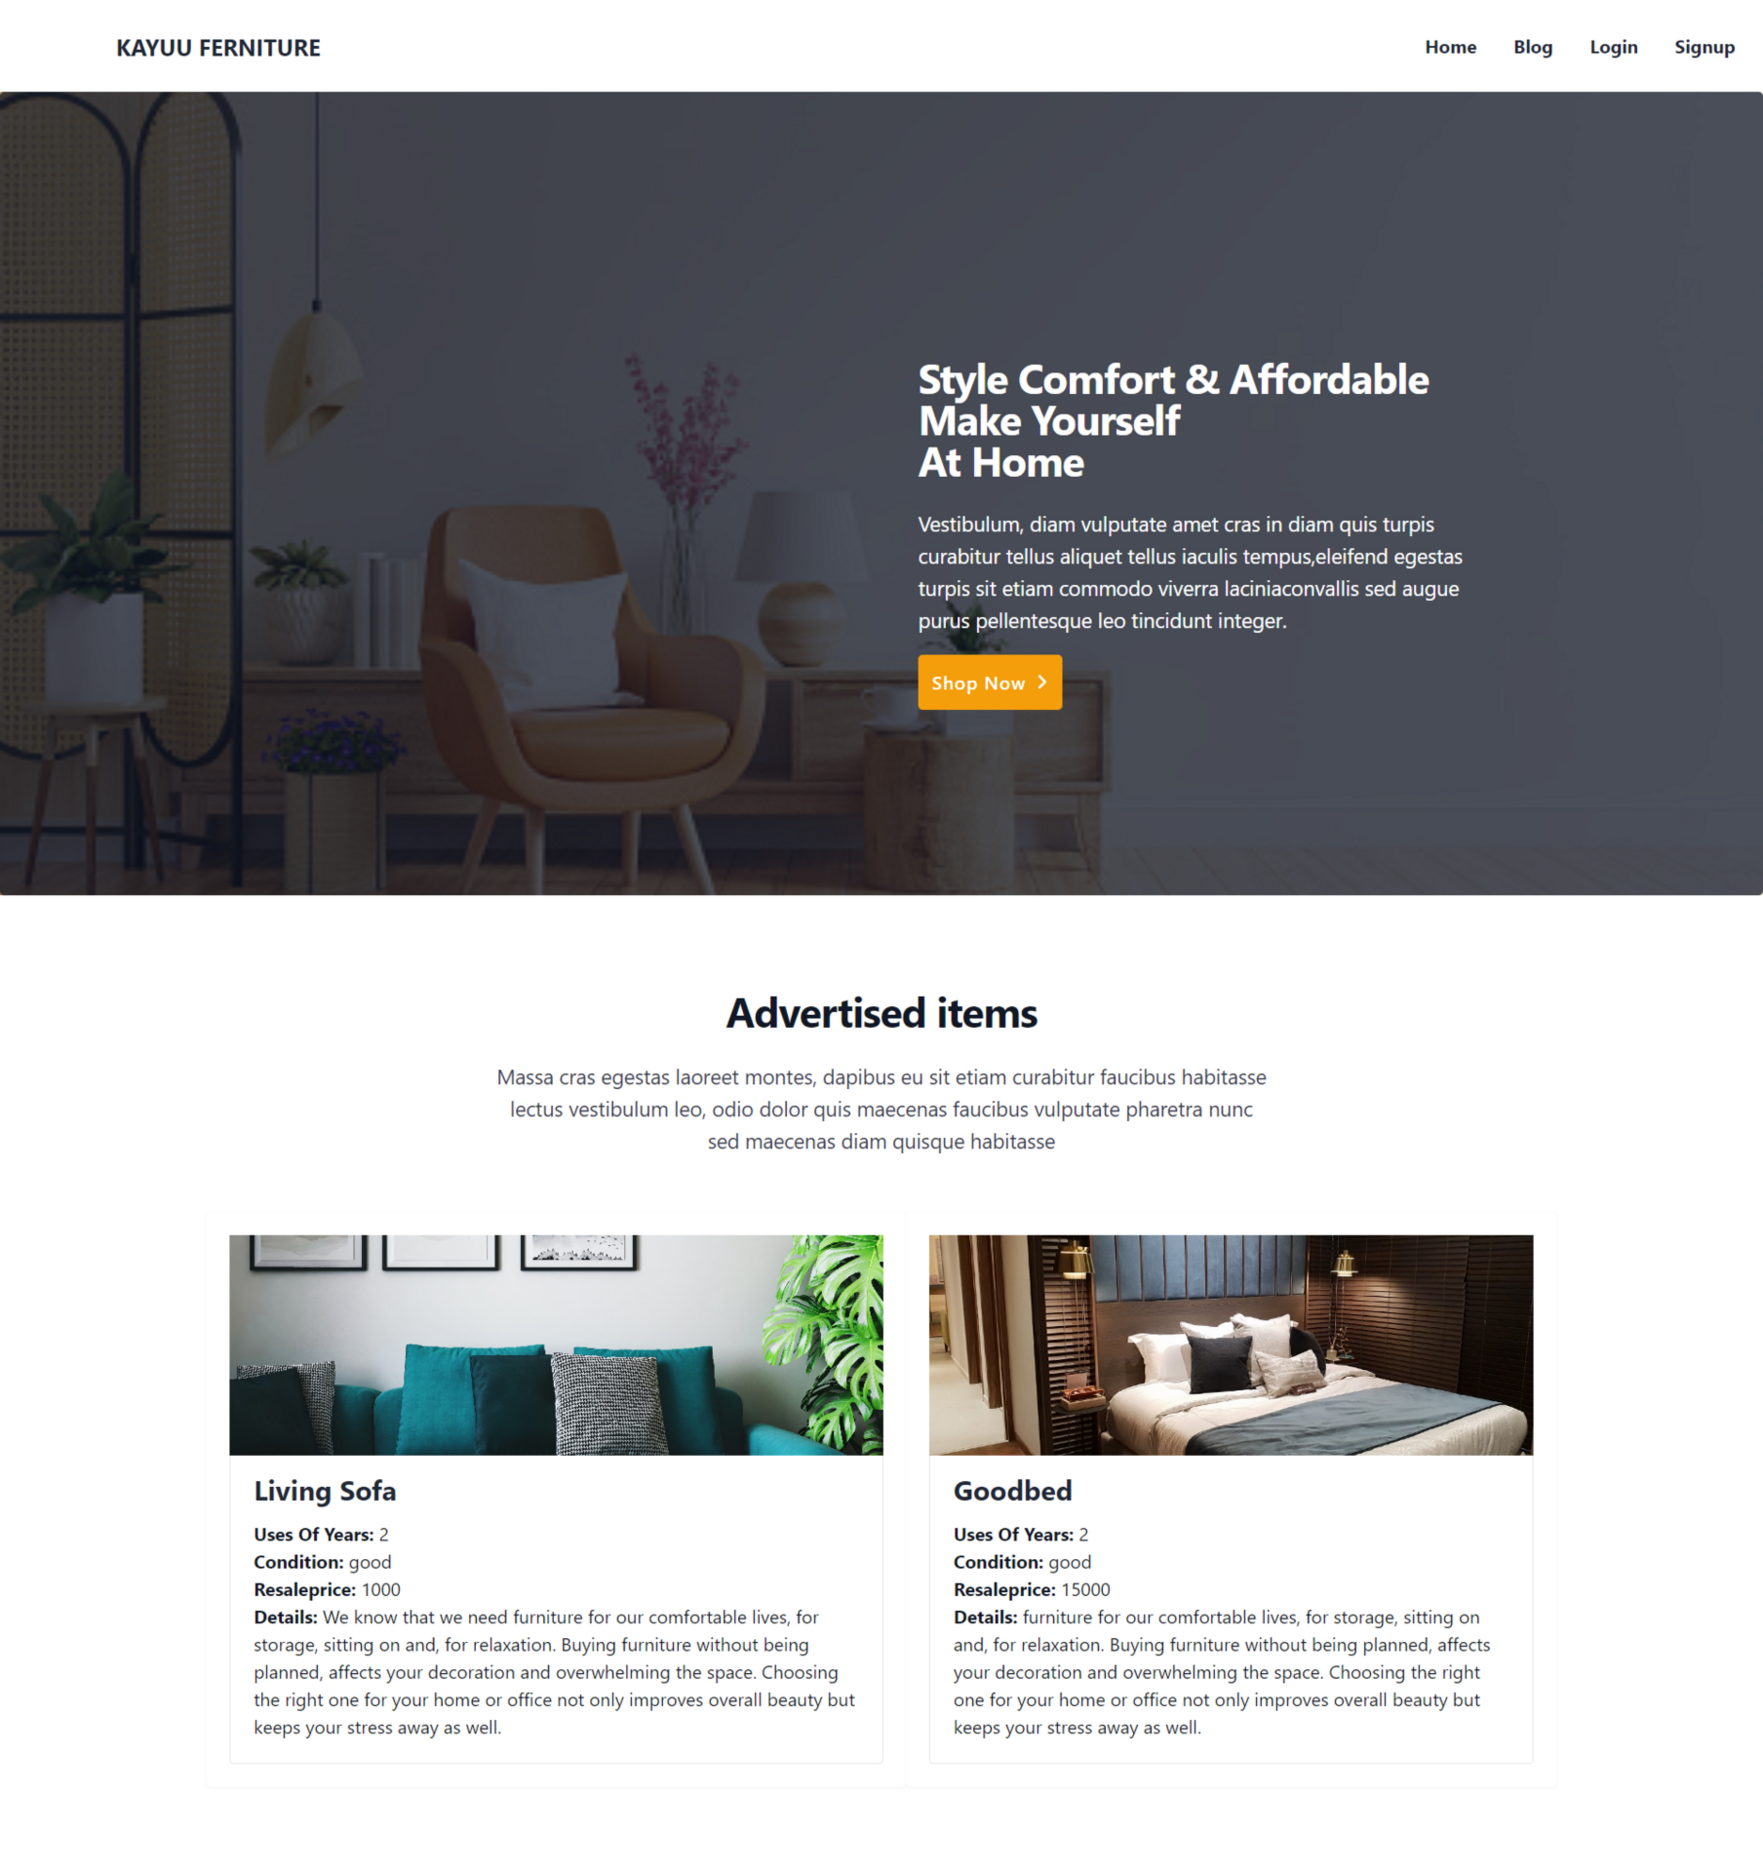 KAYUU FERNITURE
Home Blog Login Signup
Style Comfort & Affordable
Make Yourself
At Home
Vestibulum, diam vulputate amet cras in diam quis turpis
curabitur tellus aliquet tellus iaculis tempus,eleifend egestas
turpis sit etiam commodo viverra laciniaconvallis sed augue
purus pellentesque leo tincidunt integer.
Shop Now
Advertised items
Massa cras egestas laoreet montes, dapibus eu sit etiam curabitur faucibus habitasse
lectus vestibulum leo, odio dolor quis maecenas faucibus vulputate pharetra nunc
sed maecenas diam quisque habitasse
Living Sofa
Uses Of Years: 2
Condition: good
Resaleprice: 1000
Details: We know that we need furniture for our comfortable lives, for
storage, sitting on and, for relaxation. Buying furniture without being
planned, affects your decoration and overwhelming the space. Choosing
the right one for your home or office not only improves overall beauty but
keeps your stress away as well.
Goodbed
Uses Of Years: 2
Condition: good
Resaleprice: 15000
Details: furniture for our comfortable lives, for storage, sitting on
and, for relaxation. Buying furniture without being planned, affects
your decoration and overwhelming the space. Choosing the right
one for your home or office not only improves overall beauty but
keeps your stress away as well.